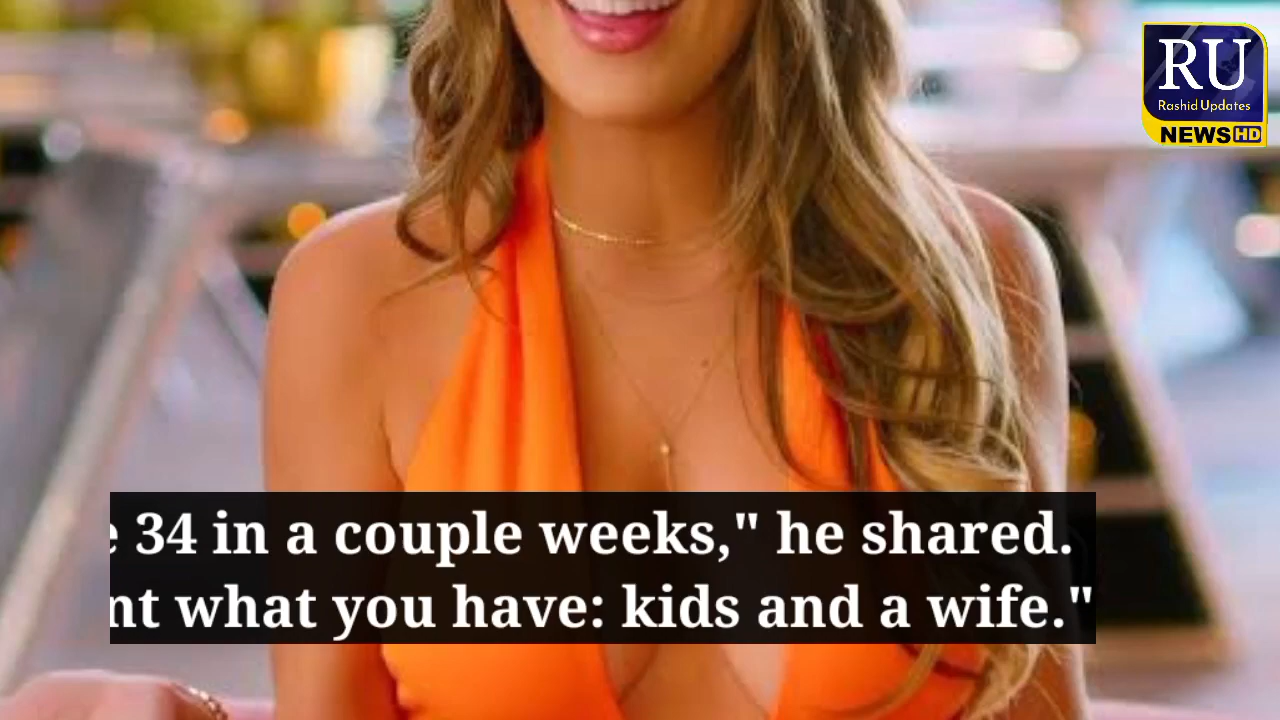 RU
Rashid Updates
NEWS HD
34 in a couple weeks," he shared.
what you have: kids and a wife."